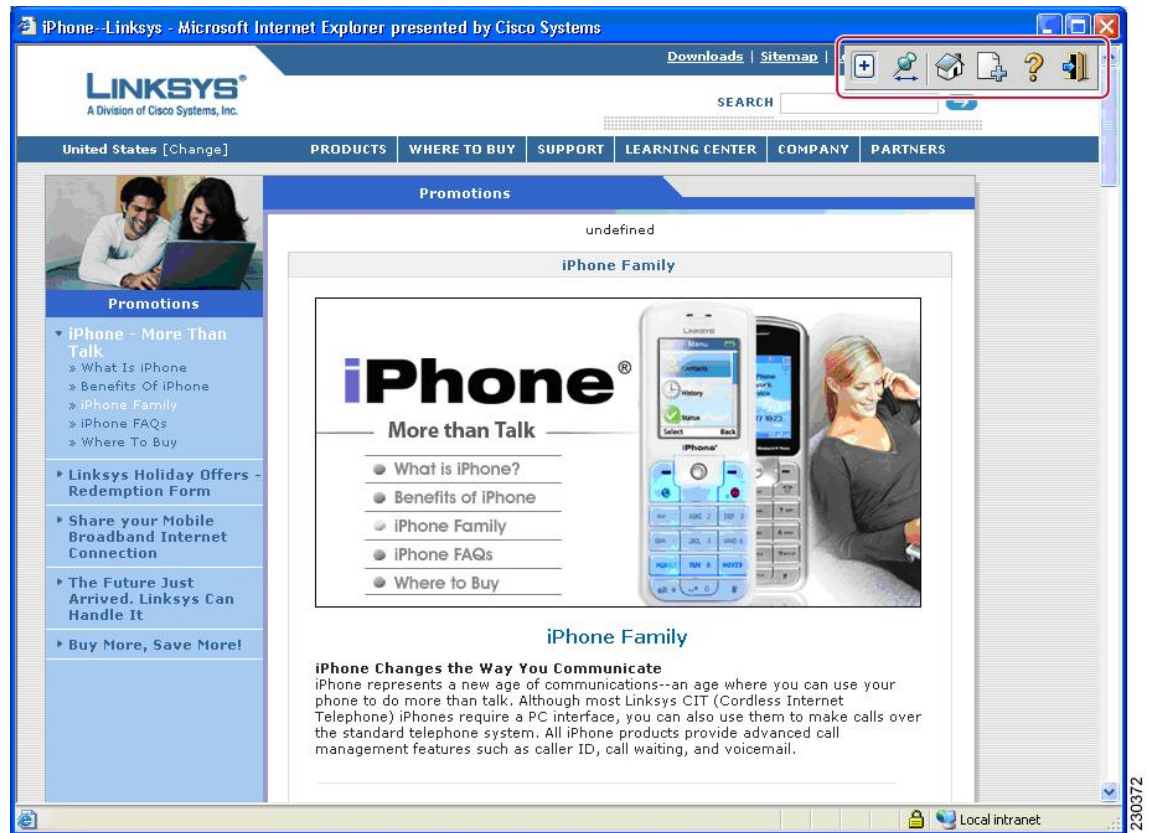 iPhone--Linksys - Microsoft Internet Explorer presented by Cisco Systems
Downloads | Sitemap |
LINKSYS®
A Division of Cisco Systems, Inc.
SEARCH
United States [Change]
PRODUCTS
WHERE TO BUY
SUPPORT
LEARNING CENTER
COMPANY
PARTNERS
Promotions
undefined
iPhone Family
Promotions
iPhone - More Than
Talk
» What Is iPhone
» Benefits Of iPhone
» iPhone Family
» iPhone FAQs
» Where To Buy
Linksys Holiday Offers -
Redemption Form
Share your Mobile
Broadband Internet
Connection
The Future Just
Arrived. Linksys Can
Handle It
Buy More, Save More!
iPhone®
More than Talk
What is iPhone?
Benefits of iPhone
iPhone Family
iPhone FAQs
Where to Buy
LINKSYS
Menu
Contacts
History
Status
Select Back
iPhone
iPhone Family
iPhone Changes the Way You Communicate
iPhone represents a new age of communications--an age where you can use your
phone to do more than talk. Although most Linksys CIT (Cordless Internet
Telephone) iPhones require a PC interface, you can also use them to make calls over
the standard telephone system. All iPhone products provide advanced call
management features such as caller ID, call waiting, and voicemail.
Local intranet
230372